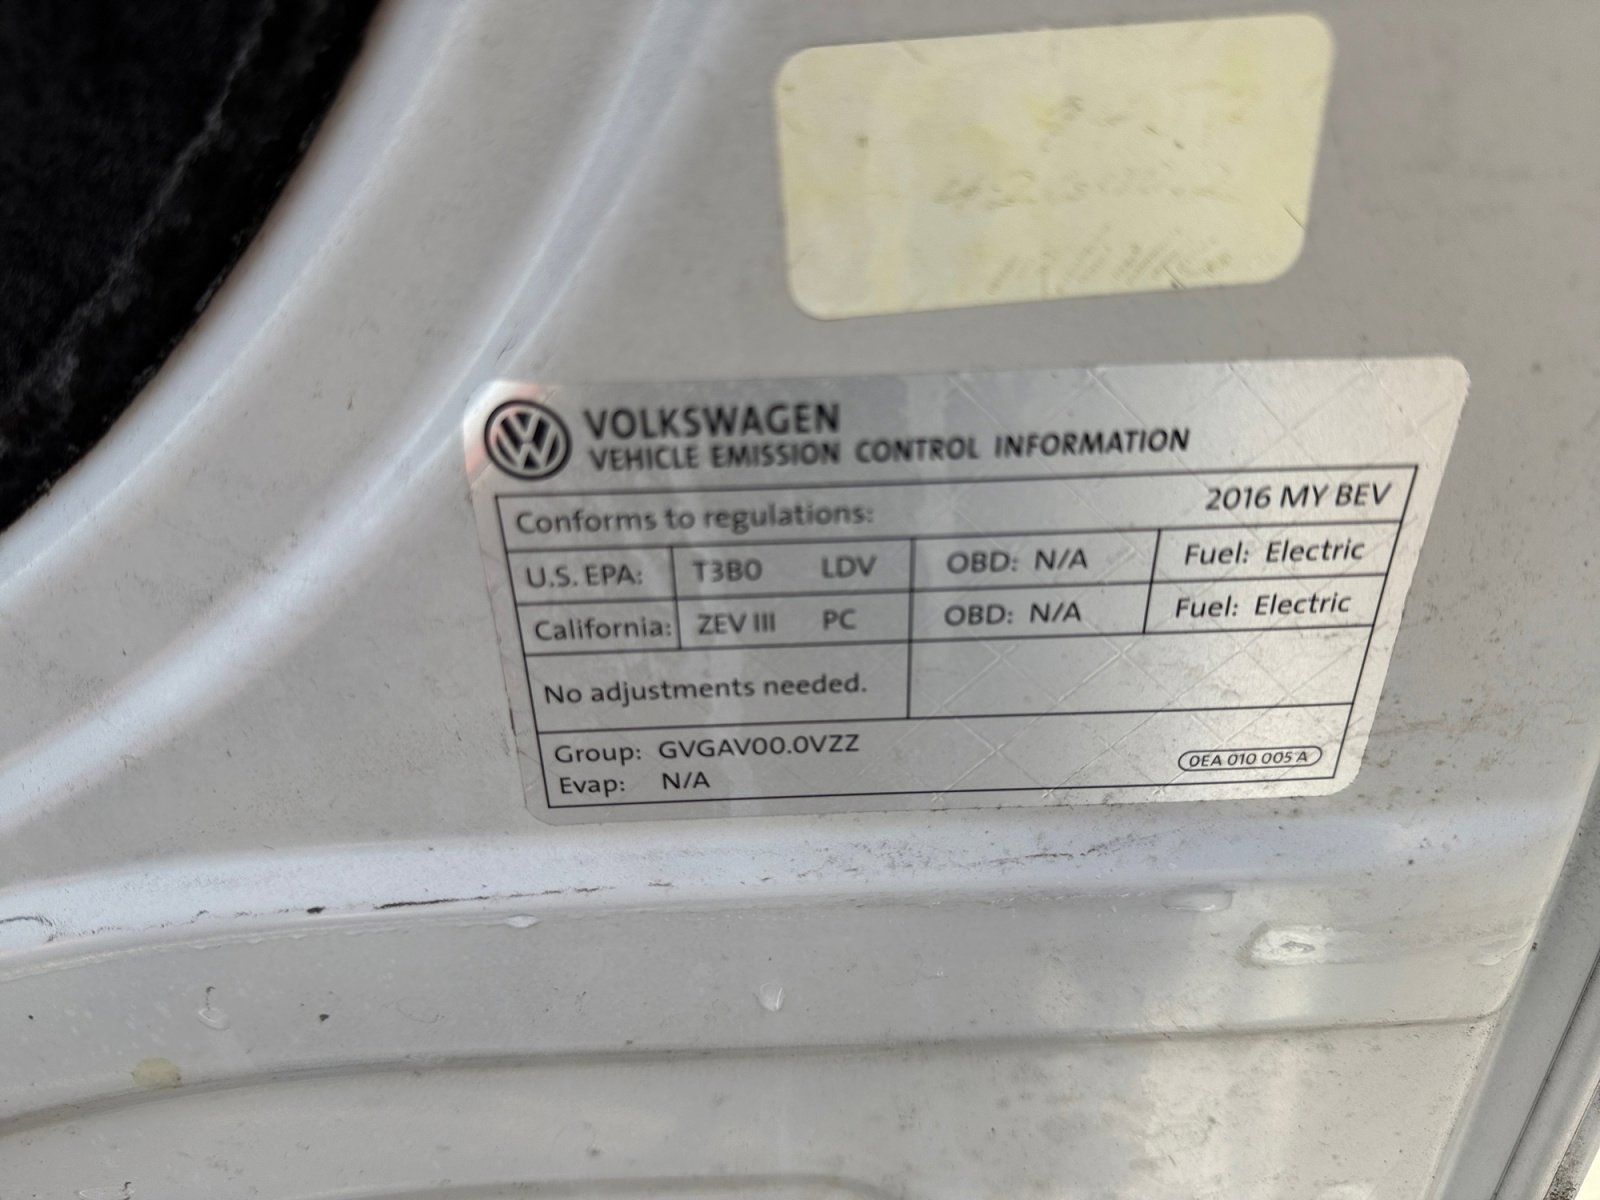 VOLKSWAGEN
VEHICLE EMISSION CONTROL INFORMATION
Conforms to regulations: 2016 MY BEV
U.S. EPA: T3B0 LDV OBD: N/A Fuel: Electric
California: ZEV III PC OBD: N/A Fuel: Electric
No adjustments needed.
Group: GVGAV00.0VZZ
Evap: N/A 0EA 010 005 A